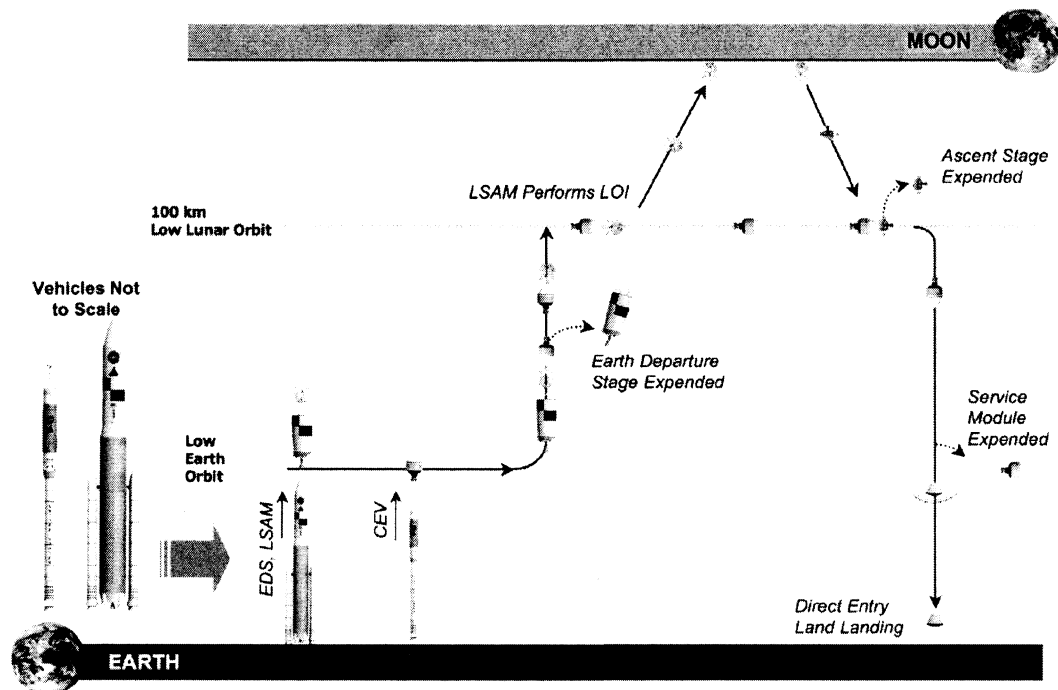 MOON
Ascent Stage
Expended
LSAM Performs LOI
100 km
Low Lunar Orbit
Vehicles Not
to Scale
Earth Departure
Stage Expended
Service
Module
Expended
Low
Earth
Orbit
EDS, LSAM
CEV
Direct Entry
Land Landing
EARTH